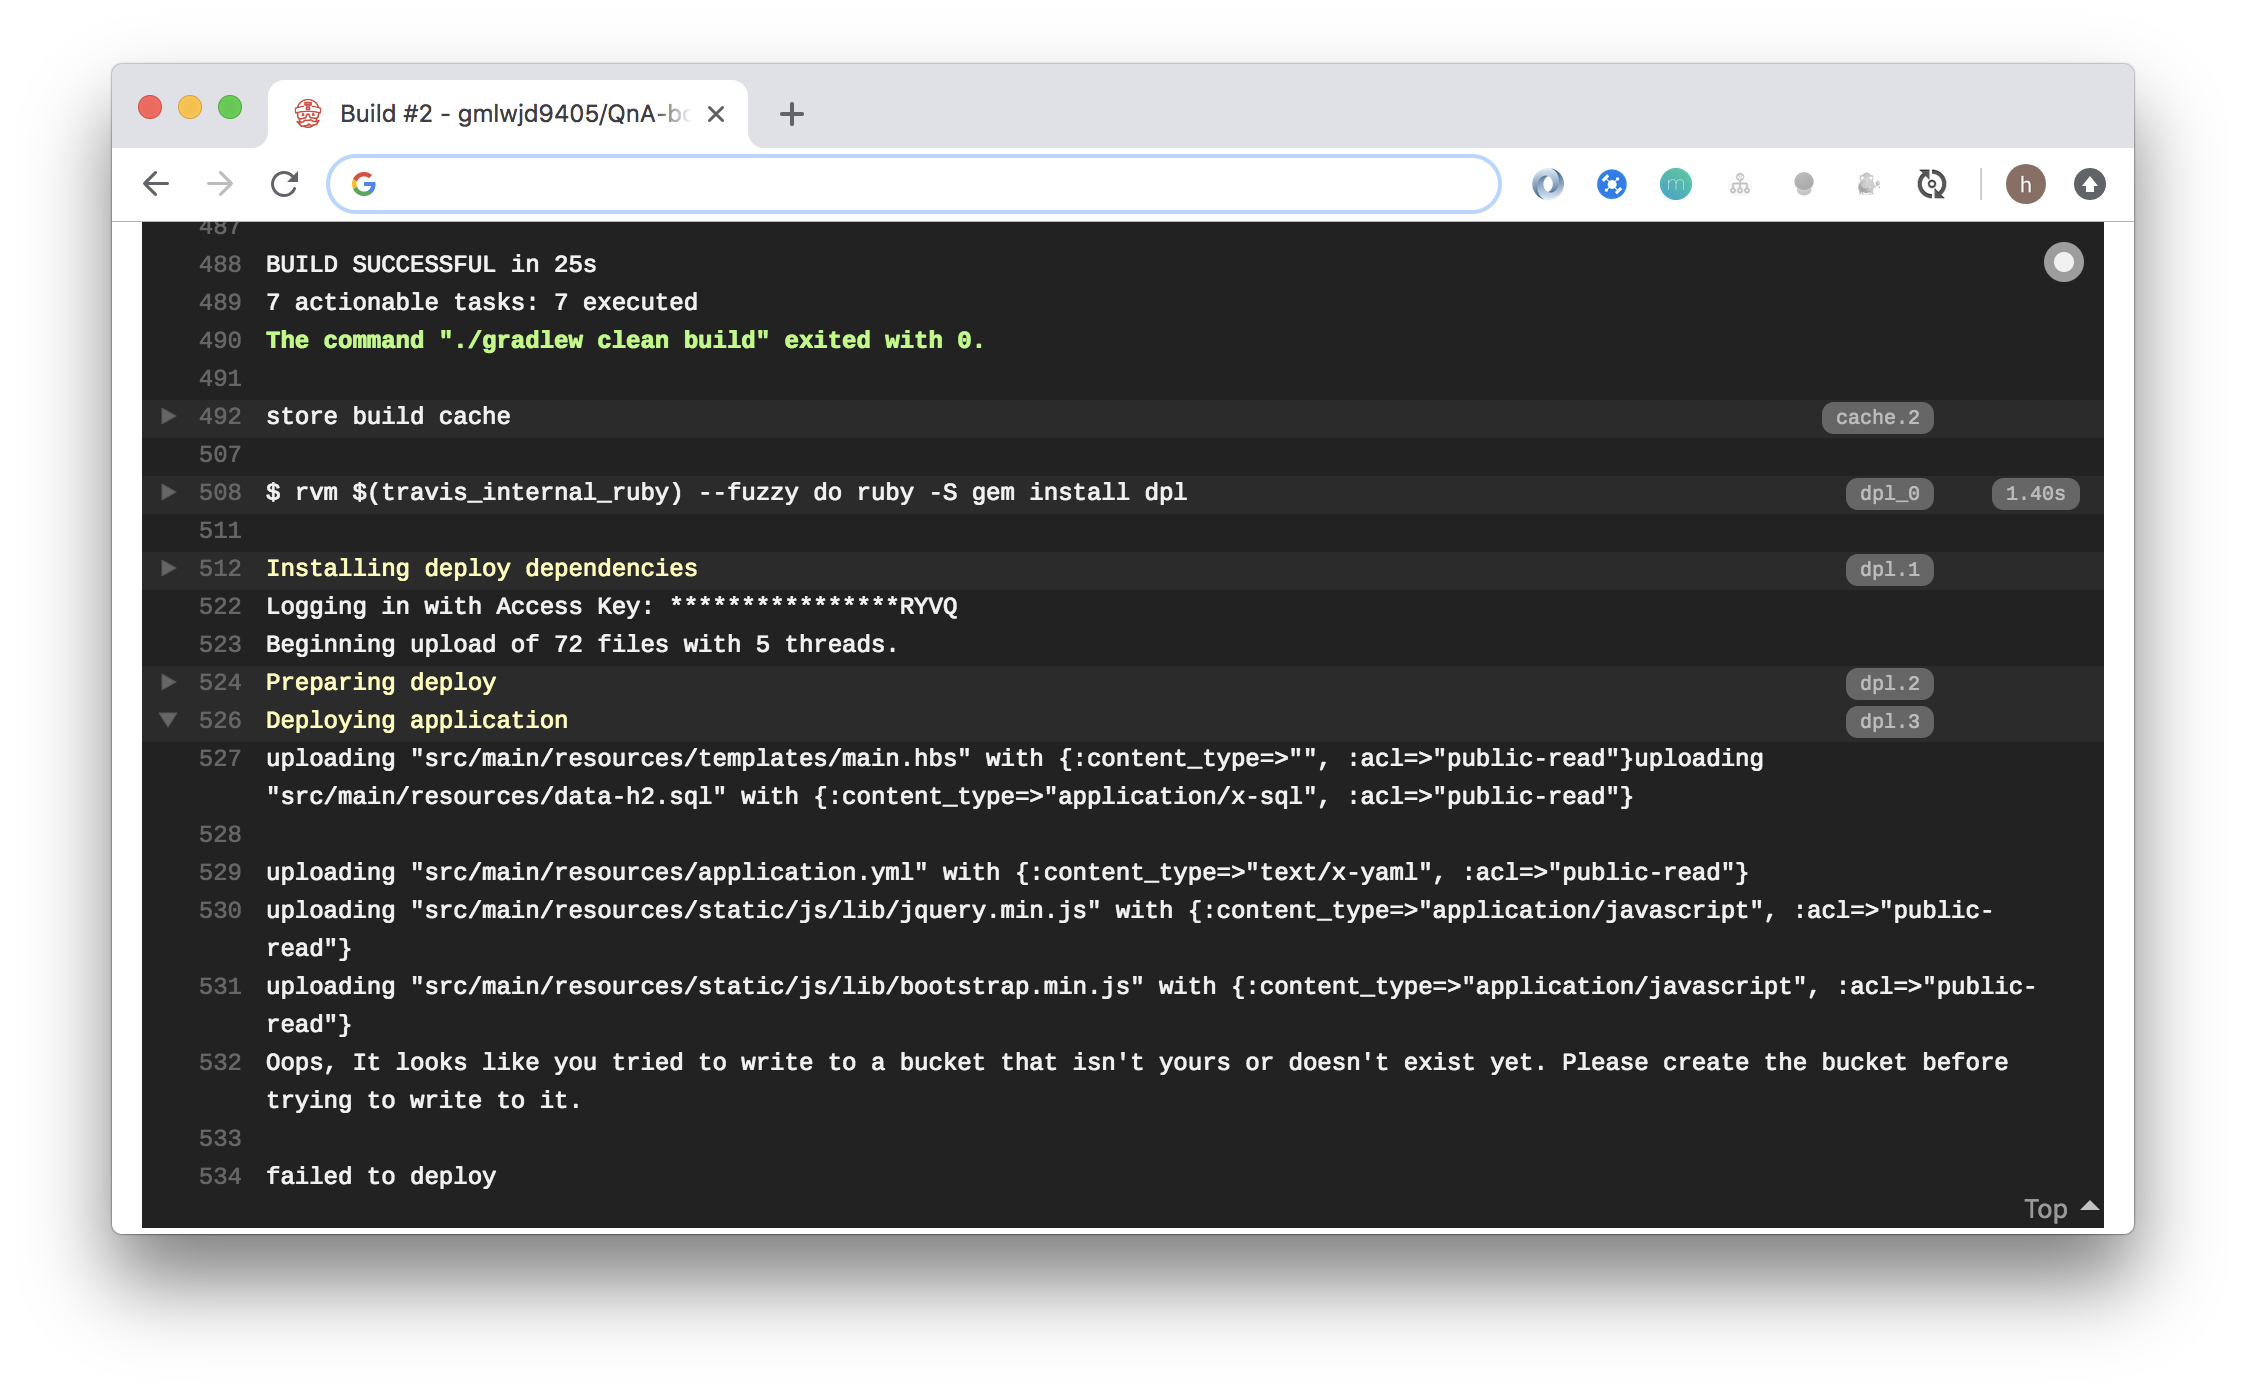 Build #2 - gmlwjd9405/QnA-bo
h
487
488 BUILD SUCCESSFUL in 25s
489 7 actionable tasks: 7 executed
490 The command "./gradlew clean build" exited with 0.
491
492 store build cache cache.2
507
508 $ rvm $(travis_internal_ruby) --fuzzy do ruby -S gem install dpl dpl_0 1.40s
511
512 Installing deploy dependencies dpl.1
522 Logging in with Access Key: ****************RYVQ
523 Beginning upload of 72 files with 5 threads.
524 Preparing deploy dpl.2
526 Deploying application dpl.3
527 uploading "src/main/resources/templates/main.hbs" with {:content_type=>"", :acl=>"public-read"}uploading
"src/main/resources/data-h2.sql" with {:content_type=>"application/x-sql", :acl=>"public-read"}
528
529 uploading "src/main/resources/application.yml" with {:content_type=>"text/x-yaml", :acl=>"public-read"}
530 uploading "src/main/resources/static/js/lib/jquery.min.js" with {:content_type=>"application/javascript", :acl=>"public-
read"}
531 uploading "src/main/resources/static/js/lib/bootstrap.min.js" with {:content_type=>"application/javascript", :acl=>"public-
read"}
532 Oops, It looks like you tried to write to a bucket that isn't yours or doesn't exist yet. Please create the bucket before
trying to write to it.
533
534 failed to deploy
Top